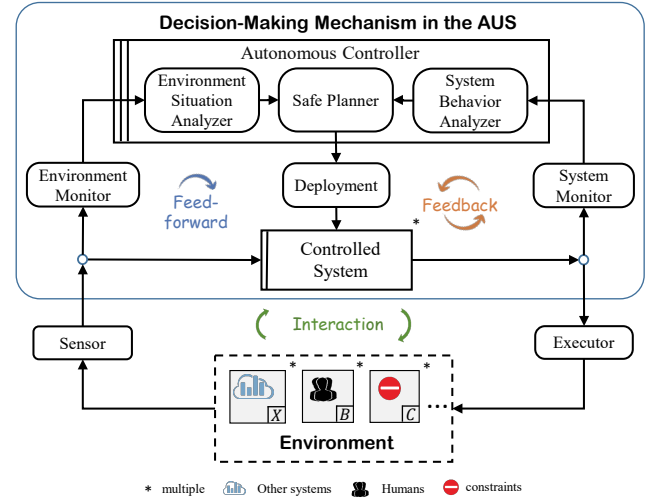 Decision-Making Mechanism in the AUS
Autonomous Controller
Environment
Situation
Analyzer
Safe Planner
System
Behavior
Analyzer
Environment
Monitor
Feed-
forward
Deployment
Feedback
System
Monitor
*
Controlled
System
Sensor
Interaction
Executor
* * *
X B C ...
Environment
* multiple Other systems Humans constraints